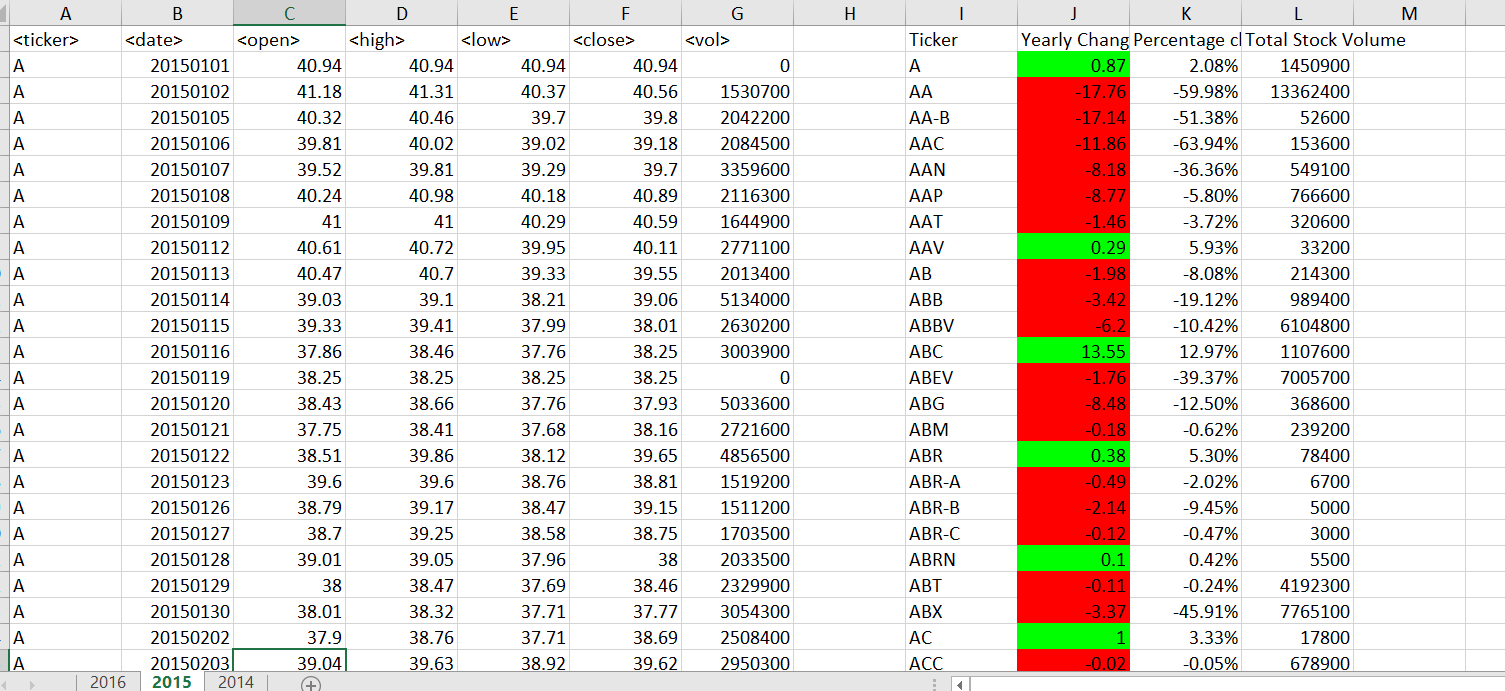 A B C D E F G H I J K L M
<ticker> <date> <open> <high> <low> <close> <vol> Ticker Yearly Chang Percentage cl Total Stock Volume
A 20150101 40.94 40.94 40.94 40.94 0 A 0.87 2.08% 1450900
A 20150102 41.18 41.31 40.37 40.56 1530700 AA -17.76 -59.98% 13362400
A 20150105 40.32 40.46 39.7 39.8 2042200 AA-B -17.14 -51.38% 52600
A 20150106 39.81 40.02 39.02 39.18 2084500 AAC -11.86 -63.94% 153600
A 20150107 39.52 39.81 39.29 39.7 3359600 AAN -8.18 -36.36% 549100
A 20150108 40.24 40.98 40.18 40.89 2116300 AAP -8.77 -5.80% 766600
A 20150109 41 41 40.29 40.59 1644900 AAT -1.46 -3.72% 320600
A 20150112 40.61 40.72 39.95 40.11 2771100 AAV 0.29 5.93% 33200
A 20150113 40.47 40.7 39.33 39.55 2013400 AB -1.98 -8.08% 214300
A 20150114 39.03 39.1 38.21 39.06 5134000 ABB -3.42 -19.12% 989400
A 20150115 39.33 39.41 37.99 38.01 2630200 ABBV -6.2 -10.42% 6104800
A 20150116 37.86 38.46 37.76 38.25 3003900 ABC 13.55 12.97% 1107600
A 20150119 38.25 38.25 38.25 38.25 0 ABEV -1.76 -39.37% 7005700
A 20150120 38.43 38.66 37.76 37.93 5033600 ABG -8.48 -12.50% 368600
A 20150121 37.75 38.41 37.68 38.16 2721600 ABM -0.18 -0.62% 239200
A 20150122 38.51 39.86 38.12 39.65 4856500 ABR 0.38 5.30% 78400
A 20150123 39.6 39.6 38.76 38.81 1519200 ABR-A -0.49 -2.02% 6700
A 20150126 38.79 39.17 38.47 39.15 1511200 ABR-B -2.14 -9.45% 5000
A 20150127 38.7 39.25 38.58 38.75 1703500 ABR-C -0.12 -0.47% 3000
A 20150128 39.01 39.05 37.96 38 2033500 ABRN 0.1 0.42% 5500
A 20150129 38 38.47 37.69 38.46 2329900 ABT -0.11 -0.24% 4192300
A 20150130 38.01 38.32 37.71 37.77 3054300 ABX -3.37 -45.91% 7765100
A 20150202 37.9 38.76 37.71 38.69 2508400 AC 1 3.33% 17800
A 20150203 39.04 39.63 38.92 39.62 2950300 ACC -0.02 -0.05% 678900
2016 2015 2014